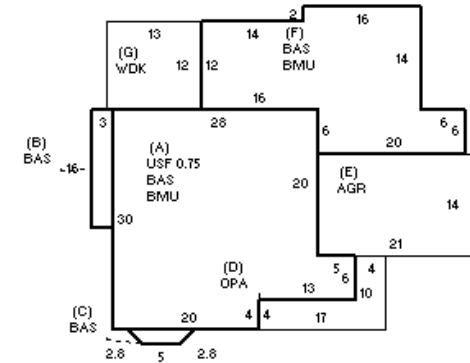 2
16
13
14
(F)
BAS
BMU
(G)
WDK
12
12
14
16
3
28
6
6
6
(B)
BAS
16
(A)
USF 0.75
BAS
BMU
20
20
(E)
AGR
14
30
21
(D)
OPA
5
6
4
13
10
(C)
BAS
20
4
4
17
2.8
5
2.8